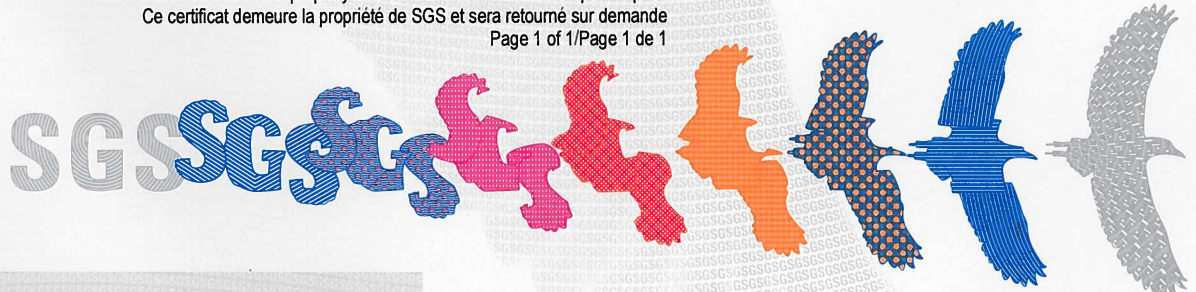 Ce certificat demeure la propriété de SGS et sera retourné sur demande
Page 1 of 1/Page 1 de 1
SGS SGS SGS